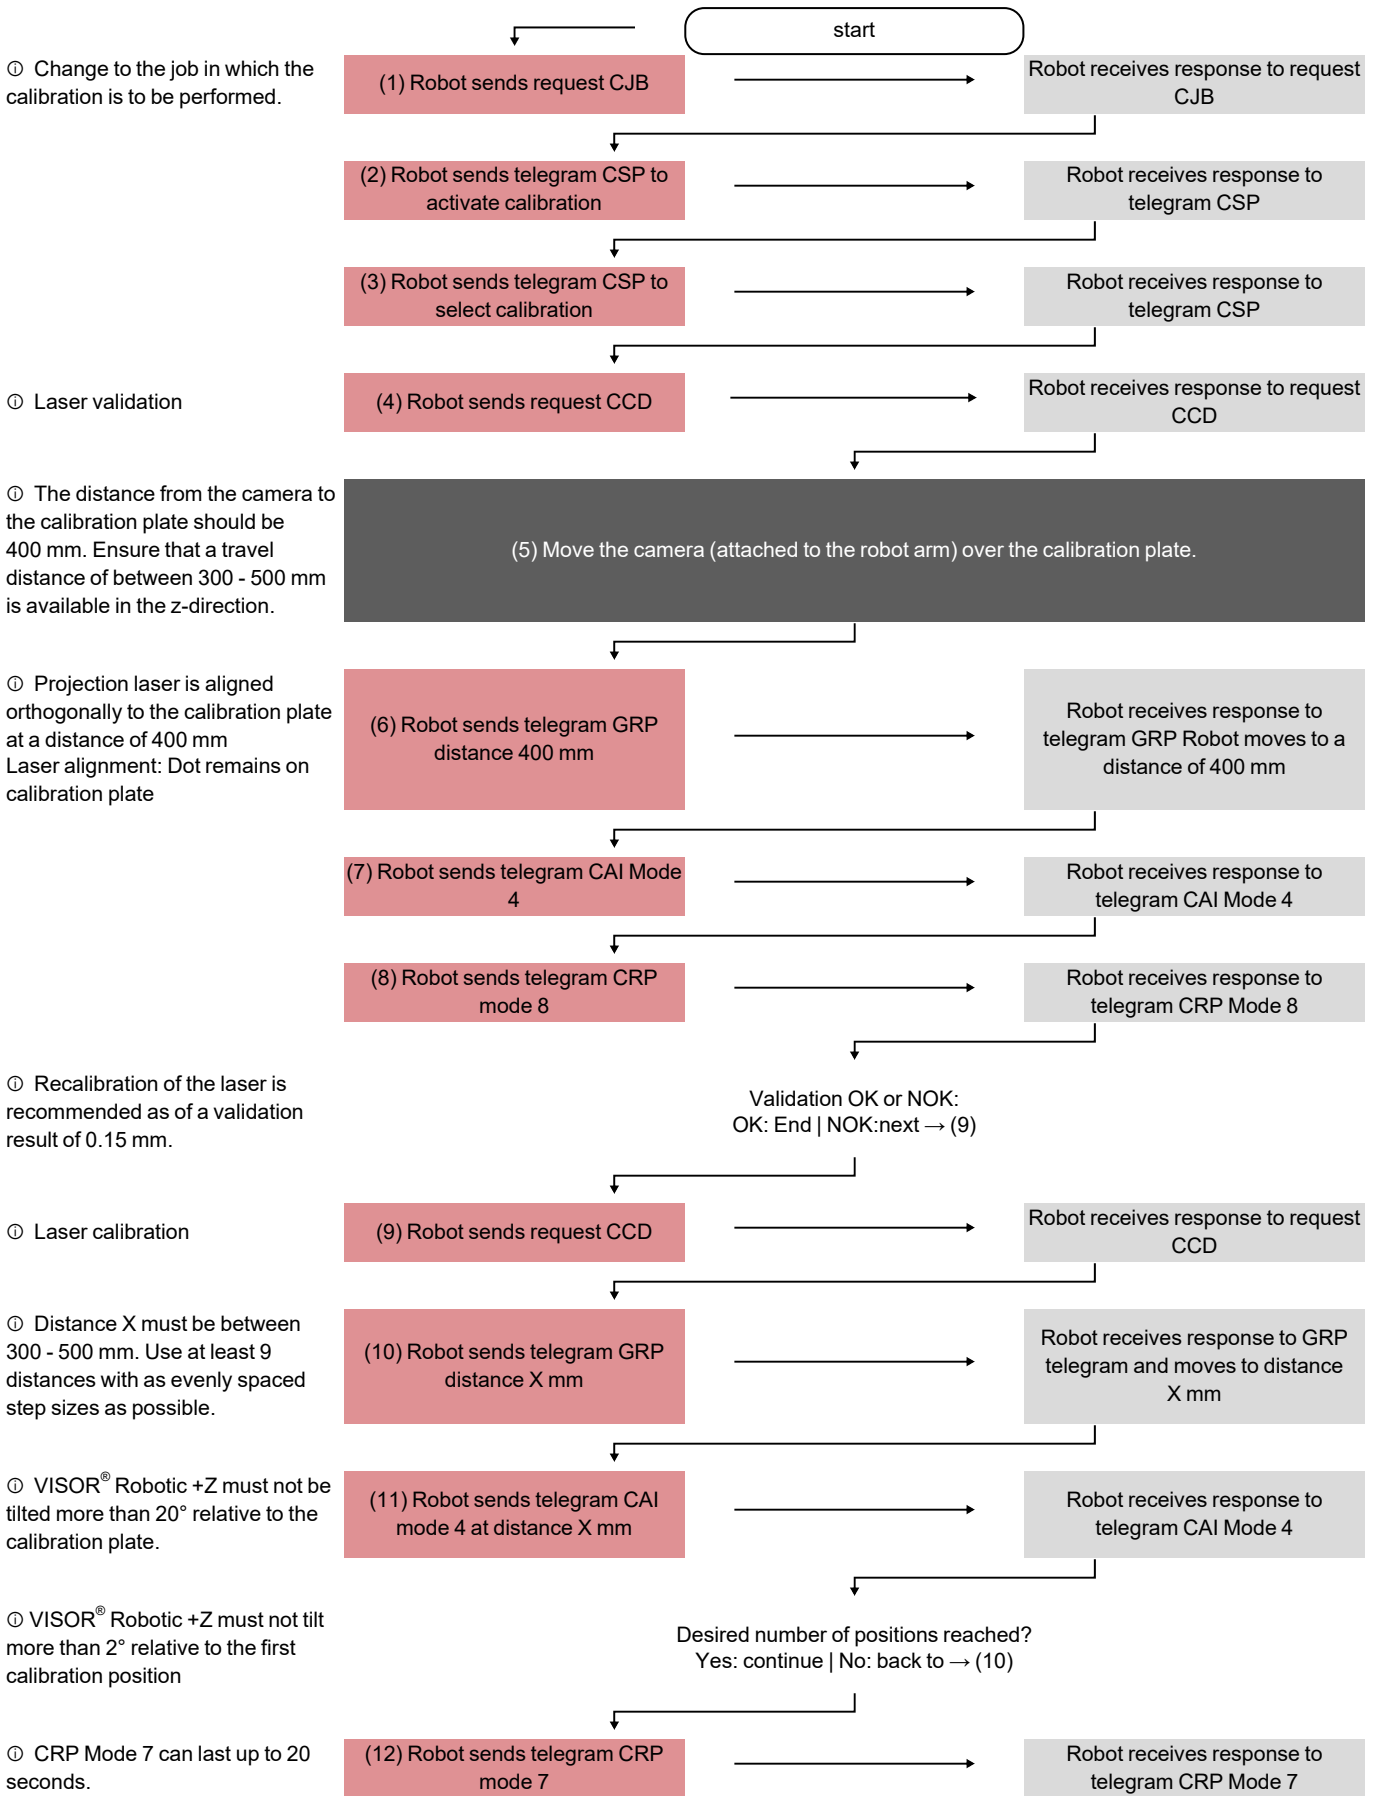 start
ⓘ Change to the job in which the
calibration is to be performed.
(1) Robot sends request CJB
Robot receives response to request
CJB
(2) Robot sends telegram CSP to
activate calibration
Robot receives response to
telegram CSP
(3) Robot sends telegram CSP to
select calibration
Robot receives response to
telegram CSP
ⓘ Laser validation
(4) Robot sends request CCD
Robot receives response to request
CCD
ⓘ The distance from the camera to
the calibration plate should be
400 mm. Ensure that a travel
distance of between 300 - 500 mm
is available in the z-direction.
(5) Move the camera (attached to the robot arm) over the calibration plate.
ⓘ Projection laser is aligned
orthogonally to the calibration plate
at a distance of 400 mm
Laser alignment: Dot remains on
calibration plate
(6) Robot sends telegram GRP
distance 400 mm
Robot receives response to
telegram GRP Robot moves to a
distance of 400 mm
(7) Robot sends telegram CAI Mode
4
Robot receives response to
telegram CAI Mode 4
(8) Robot sends telegram CRP
mode 8
Robot receives response to
telegram CRP Mode 8
ⓘ Recalibration of the laser is
recommended as of a validation
result of 0.15 mm.
Validation OK or NOK:
OK: End | NOK:next → (9)
ⓘ Laser calibration
(9) Robot sends request CCD
Robot receives response to request
CCD
ⓘ Distance X must be between
300 - 500 mm. Use at least 9
distances with as evenly spaced
step sizes as possible.
(10) Robot sends telegram GRP
distance X mm
Robot receives response to GRP
telegram and moves to distance
X mm
ⓘ VISOR® Robotic +Z must not be
tilted more than 20° relative to the
calibration plate.
(11) Robot sends telegram CAI
mode 4 at distance X mm
Robot receives response to
telegram CAI Mode 4
ⓘ VISOR® Robotic +Z must not tilt
more than 2° relative to the first
calibration position
Desired number of positions reached?
Yes: continue | No: back to → (10)
ⓘ CRP Mode 7 can last up to 20
seconds.
(12) Robot sends telegram CRP
mode 7
Robot receives response to
telegram CRP Mode 7